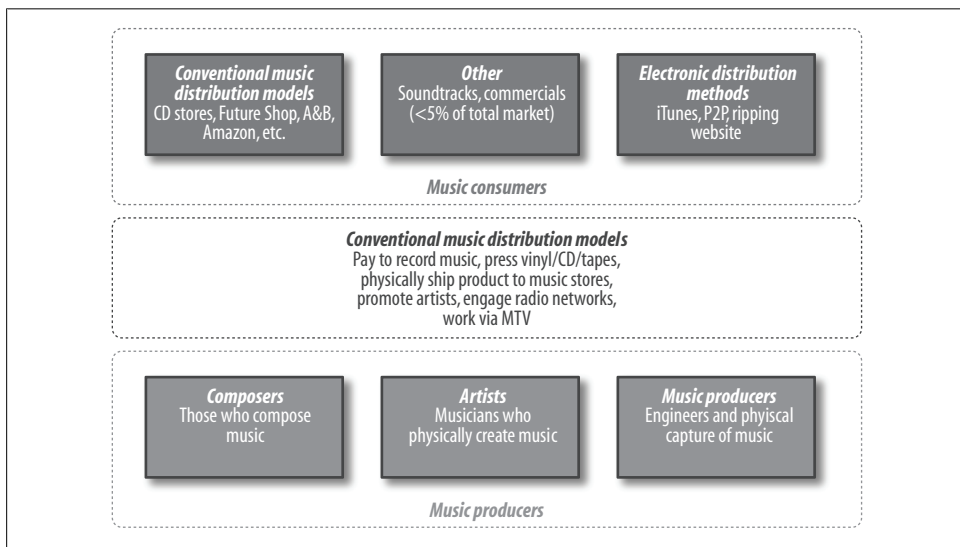 Conventional music
distribution models
CD stores, Future Shop, A&B,
Amazon, etc.
Other
Soundtracks, commercials
(<5% of total market)
Electronic distribution
methods
iTunes, P2P, ripping
website
Music consumers
Conventional music distribution models
Pay to record music, press vinyl/CD/tapes,
physically ship product to music stores,
promote artists, engage radio networks,
work via MTV
Composers
Those who compose
music
Artists
Musicians who
physically create music
Music producers
Engineers and phyiscal
capture of music
Music producers